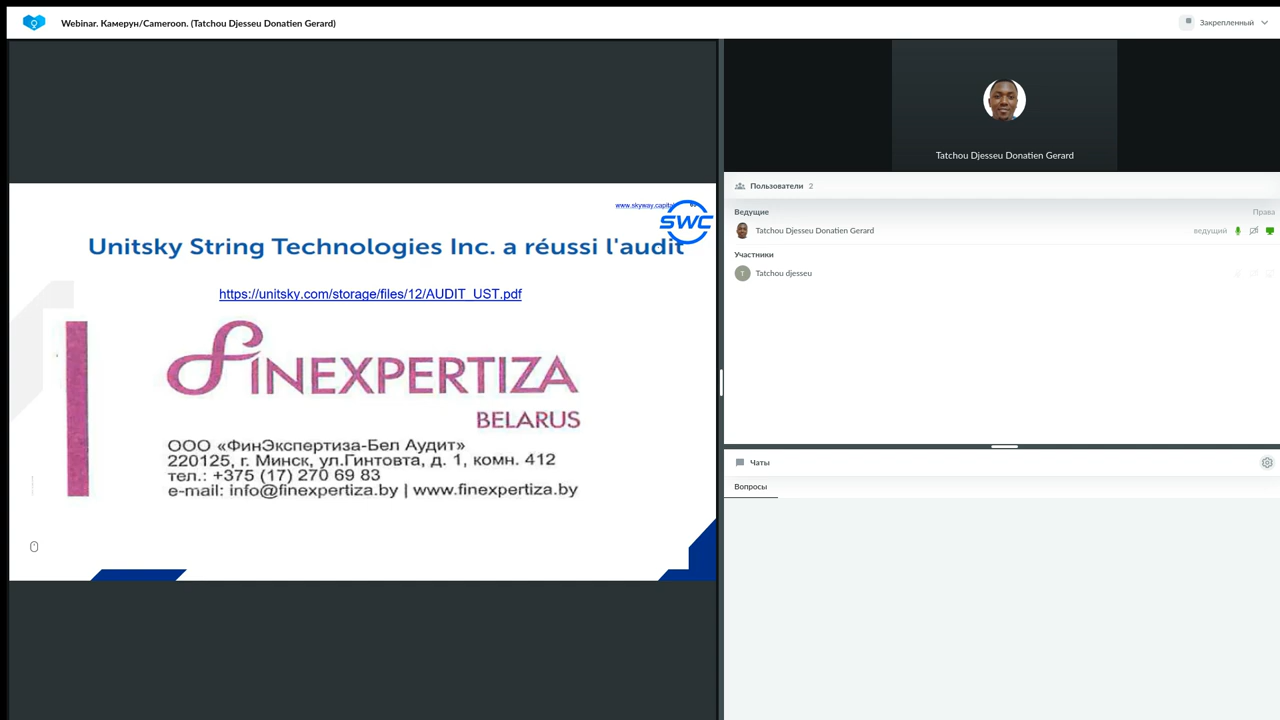 Webinar. Камерун/Cameroon. (Tatchou Djesseu Donatien Gerard)
Закрепленный
www.skyway.capital
SWC
Unitsky String Technologies Inc. a réussi l'audit
https://unitsky.com/storage/files/12/AUDIT_UST.pdf
FINEXPERTIZA
BELARUS
ООО «ФинЭкспертиза-Бел Аудит»
220125, г. Минск, ул.Гинтовта, д. 1, комн. 412
тел.: +375 (17) 270 69 83
e-mail: info@finexpertiza.by | www.finexpertiza.by
Tatchou Djesseu Donatien Gerard
Пользователи 2
Ведущие Права
Tatchou Djesseu Donatien Gerard ведущий
Участники
T Tatchou djesseu
Чаты
Вопросы